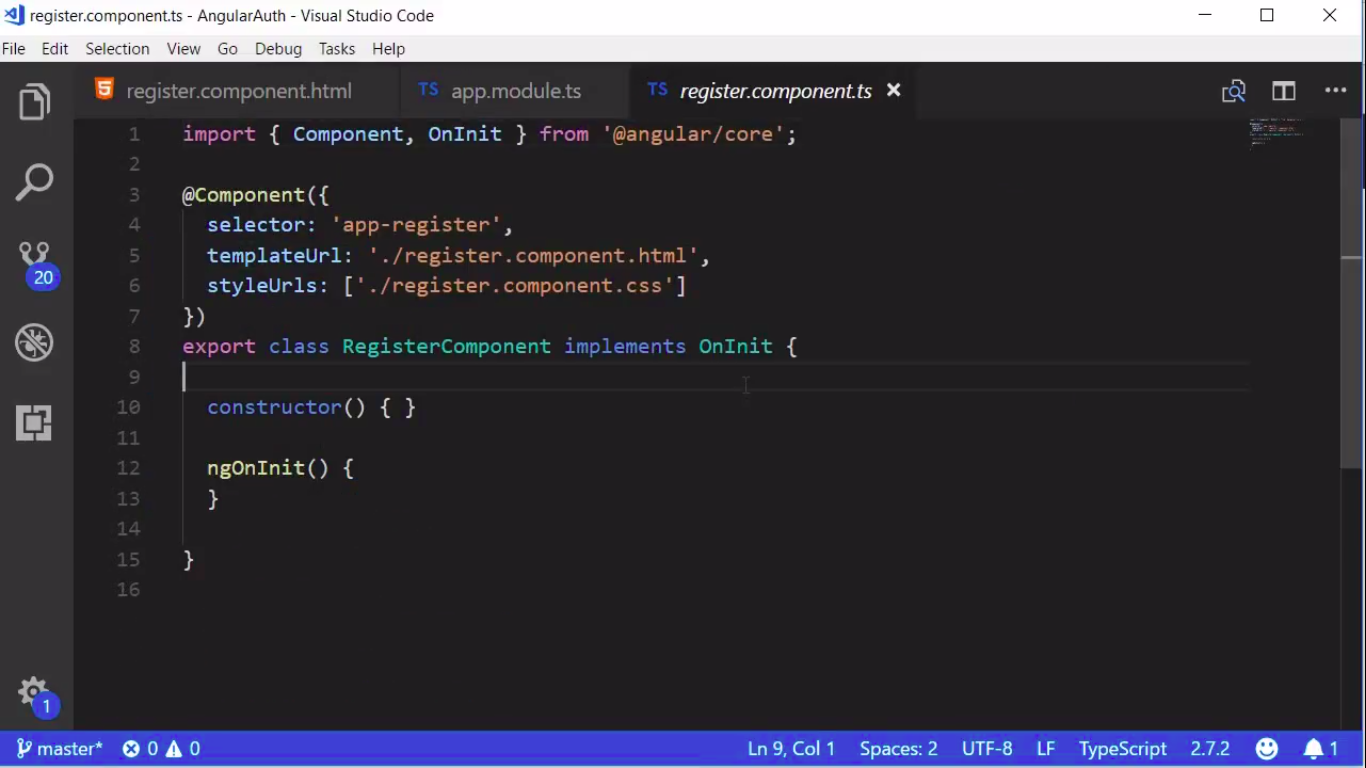 register.component.ts - AngularAuth - Visual Studio Code
File Edit Selection View Go Debug Tasks Help
register.component.html TS app.module.ts TS register.component.ts
1 import { Component, OnInit } from '@angular/core';
2
3 @Component({
4 selector: 'app-register',
5 templateUrl: './register.component.html',
6 styleUrls: ['./register.component.css']
7 })
8 export class RegisterComponent implements OnInit {
9
10 constructor() { }
11
12 ngOnInit() {
13 }
14
15 }
16
20
1
master* 0 0 Ln 9, Col 1 Spaces: 2 UTF-8 LF TypeScript 2.7.2 1